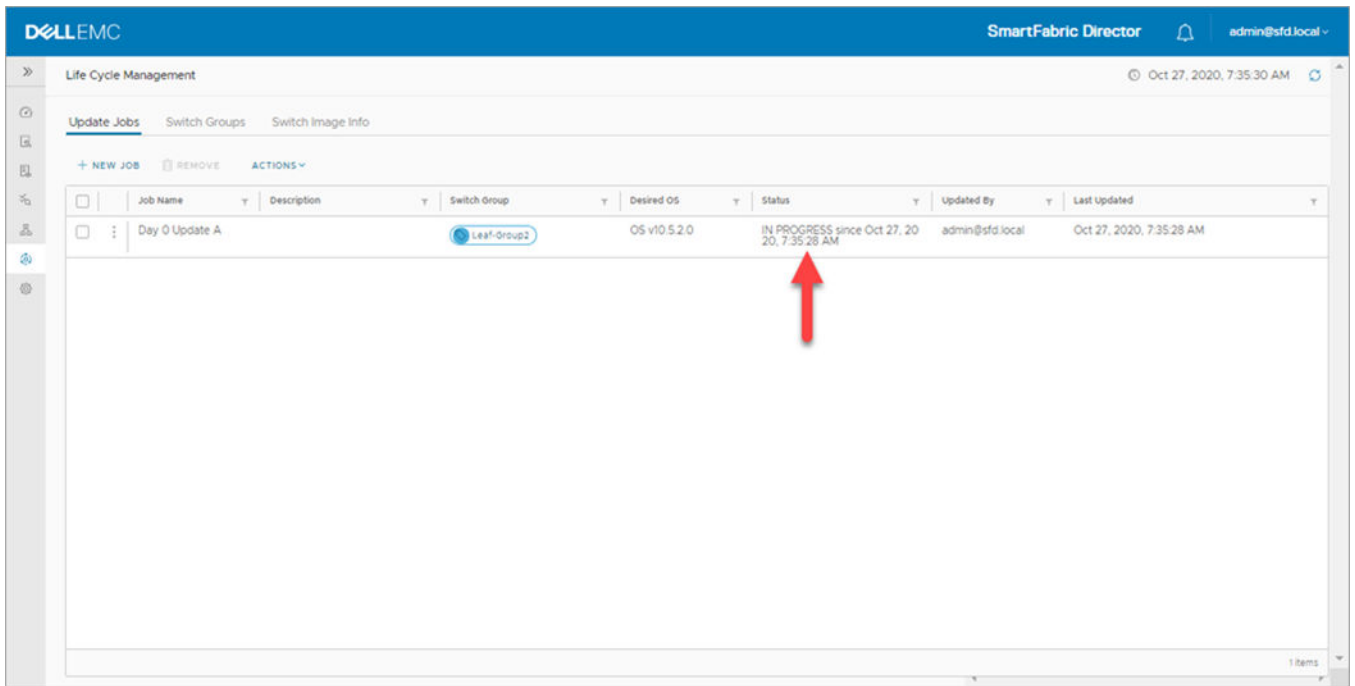 DELLEMC
SmartFabric Director
admin@sfd.local
Life Cycle Management
Oct 27, 2020, 7:35:30 AM
Update Jobs
Switch Groups
Switch Image Info
+ NEW JOB
REMOVE
ACTIONS
Job Name
Description
Switch Group
Desired OS
Status
Updated By
Last Updated
Day 0 Update A
Leaf-Group2
OS v10.5.2.0
IN PROGRESS since Oct 27, 20
20, 7:35:28 AM
admin@sfd.local
Oct 27, 2020, 7:35:28 AM
1 items